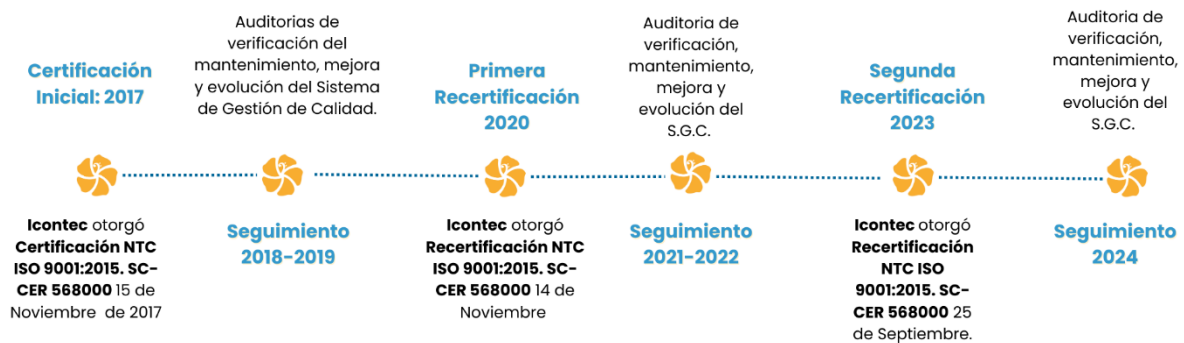 Certificación
Inicial: 2017
Icontec otorgó
Certificación NTC
ISO 9001:2015. SC-
CER 568000 15 de
Noviembre de 2017
Auditorias de
verificación del
mantenimiento, mejora
y evolución del Sistema
de Gestión de Calidad.
Seguimiento
2018-2019
Primera
Recertificación
2020
Icontec otorgó
Recertificación NTC
ISO 9001:2015. SC-
CER 568000 14 de
Noviembre
Auditoria de
verificación,
mantenimiento,
mejora y
evolución del
S.G.C.
Seguimiento
2021-2022
Segunda
Recertificación
2023
Icontec otorgó
Recertificación
NTC ISO
9001:2015. SC-
CER 568000 25
de Septiembre.
Auditoria de
verificación,
mantenimiento,
mejora y
evolución del
S.G.C.
Seguimiento
2024